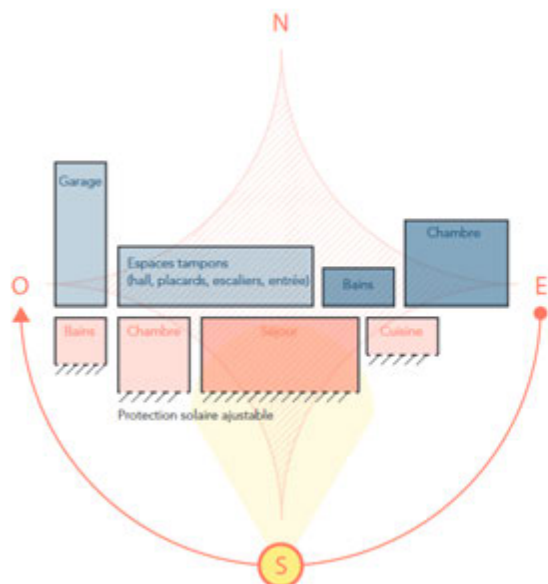 N
Garage
Chambre
Espaces tampons
(hall, placards, escaliers, entrée)
Bains
O
E
Bains
Chambre
Séjour
Cuisine
Protection solaire ajustable
S